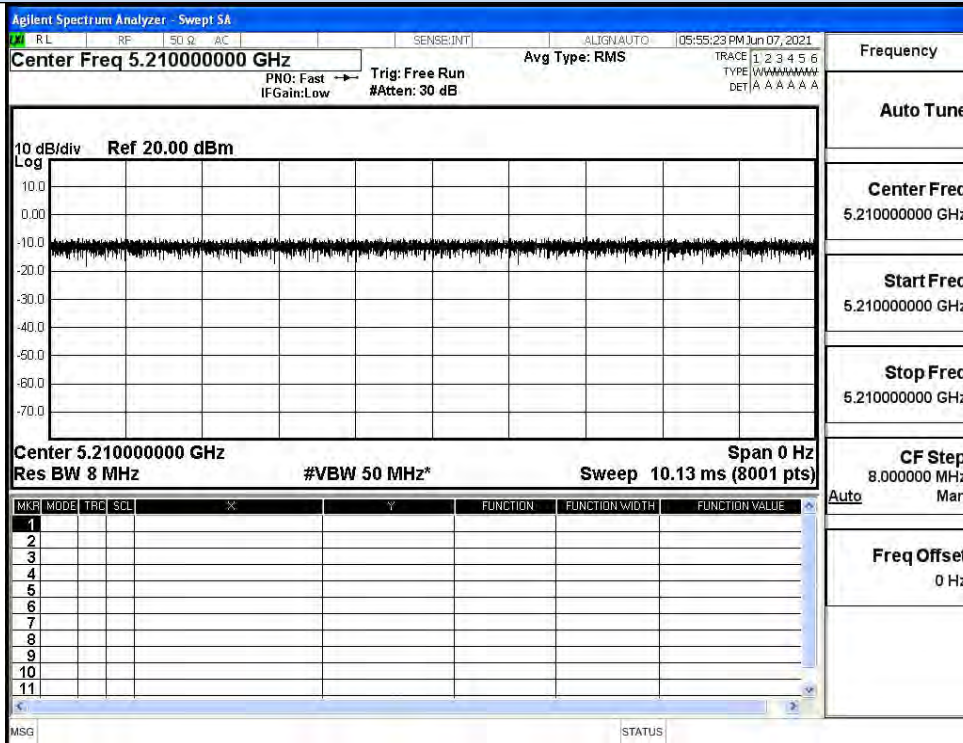 Agilent Spectrum Analyzer - Swept SA
RL RF 50 Ω AC SENSE:INT ALIGNAUTO 05:55:23 PM Jun 07, 2021
Center Freq 5.210000000 GHz
PNO: Fast
IFGain:Low
Trig: Free Run
#Atten: 30 dB
Avg Type: RMS
TRACE 1 2 3 4 5 6
TYPE WWWWWW
DET A A A A A A
10 dB/div Ref 20.00 dBm
Log
10.0
0.00
-10.0
-20.0
-30.0
-40.0
-50.0
-60.0
-70.0
Center 5.210000000 GHz Span 0 Hz
Res BW 8 MHz #VBW 50 MHz* Sweep 10.13 ms (8001 pts)
MKR MODE TRC SCL X Y FUNCTION FUNCTION WIDTH FUNCTION VALUE
1
2
3
4
5
6
7
8
9
10
11
MSG STATUS
Frequency
Auto Tune
Center Freq
5.210000000 GHz
Start Freq
5.210000000 GHz
Stop Freq
5.210000000 GHz
CF Step
8.000000 MHz
Auto Man
Freq Offset
0 Hz